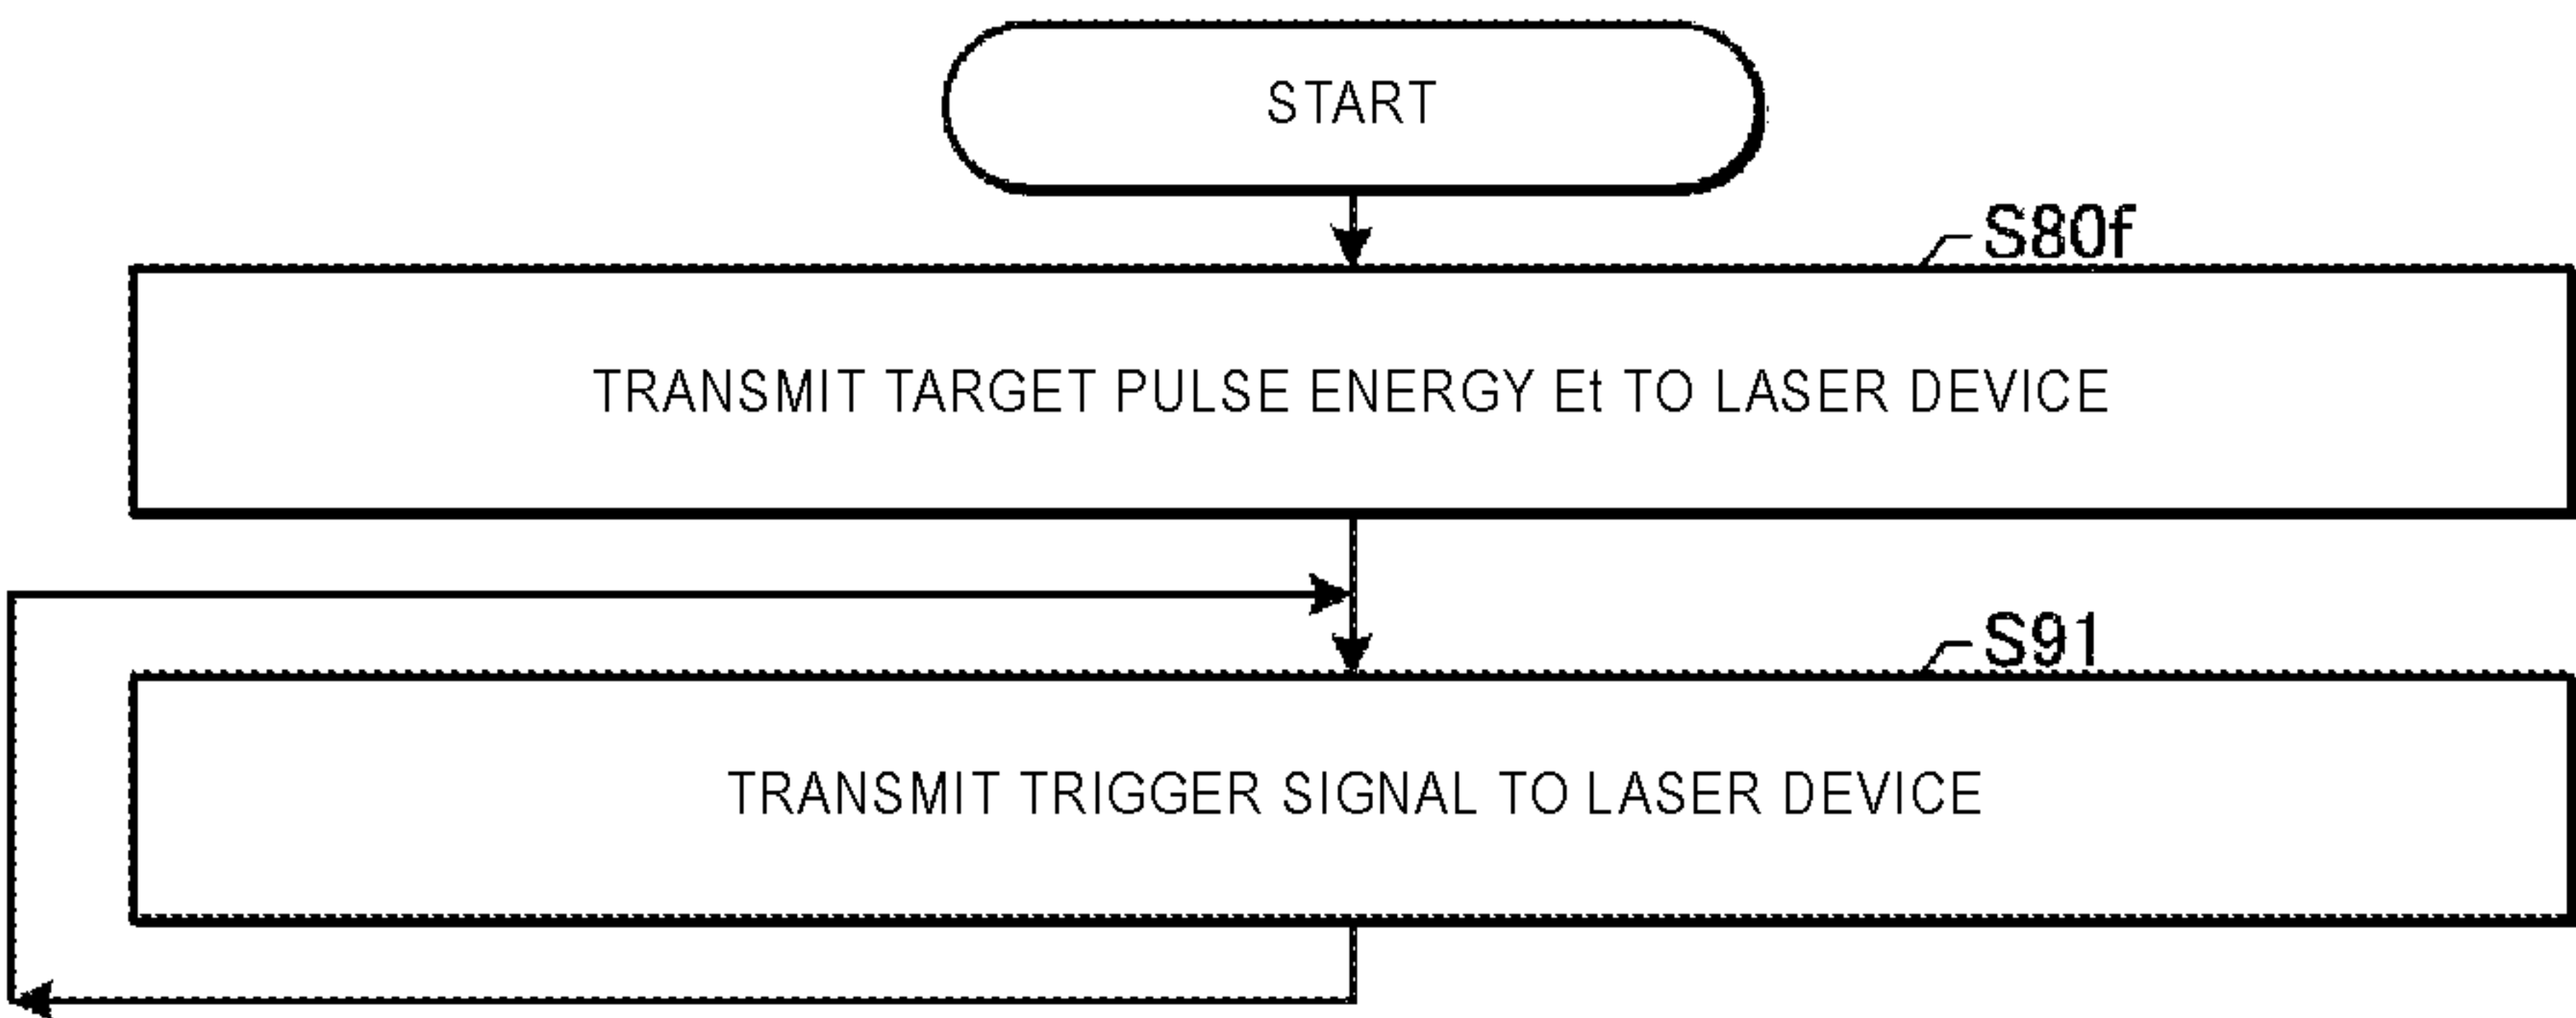 START
S80f
TRANSMIT TARGET PULSE ENERGY Et TO LASER DEVICE
S91
TRANSMIT TRIGGER SIGNAL TO LASER DEVICE